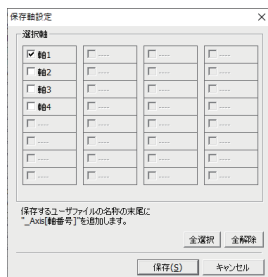 保存軸設定
選択軸
軸1 ---- ---- ----
軸2 ---- ---- ----
軸3 ---- ---- ----
軸4 ---- ---- ----
---- ---- ---- ----
---- ---- ---- ----
---- ---- ---- ----
---- ---- ---- ----
保存するユーザファイルの名称の末尾に
"_Axis[軸番号]"を追加します。
全選択 全解除
保存(S) キャンセル